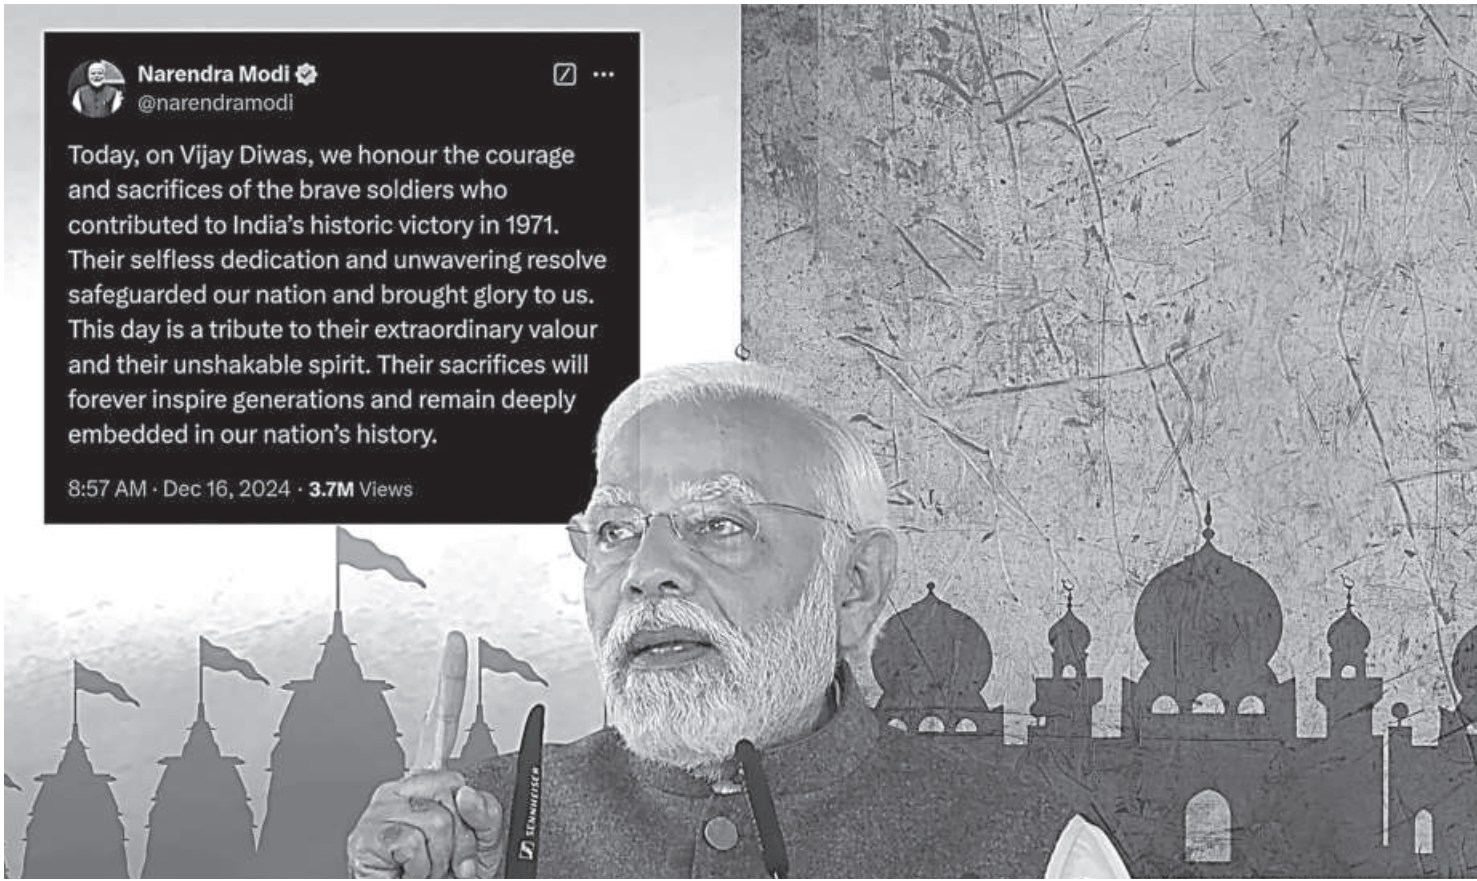 Narendra Modi
@narendramodi
Today, on Vijay Diwas, we honour the courage
and sacrifices of the brave soldiers who
contributed to India’s historic victory in 1971.
Their selfless dedication and unwavering resolve
safeguarded our nation and brought glory to us.
This day is a tribute to their extraordinary valour
and their unshakable spirit. Their sacrifices will
forever inspire generations and remain deeply
embedded in our nation’s history.
8:57 AM · Dec 16, 2024 · 3.7M Views
SENNHEISER